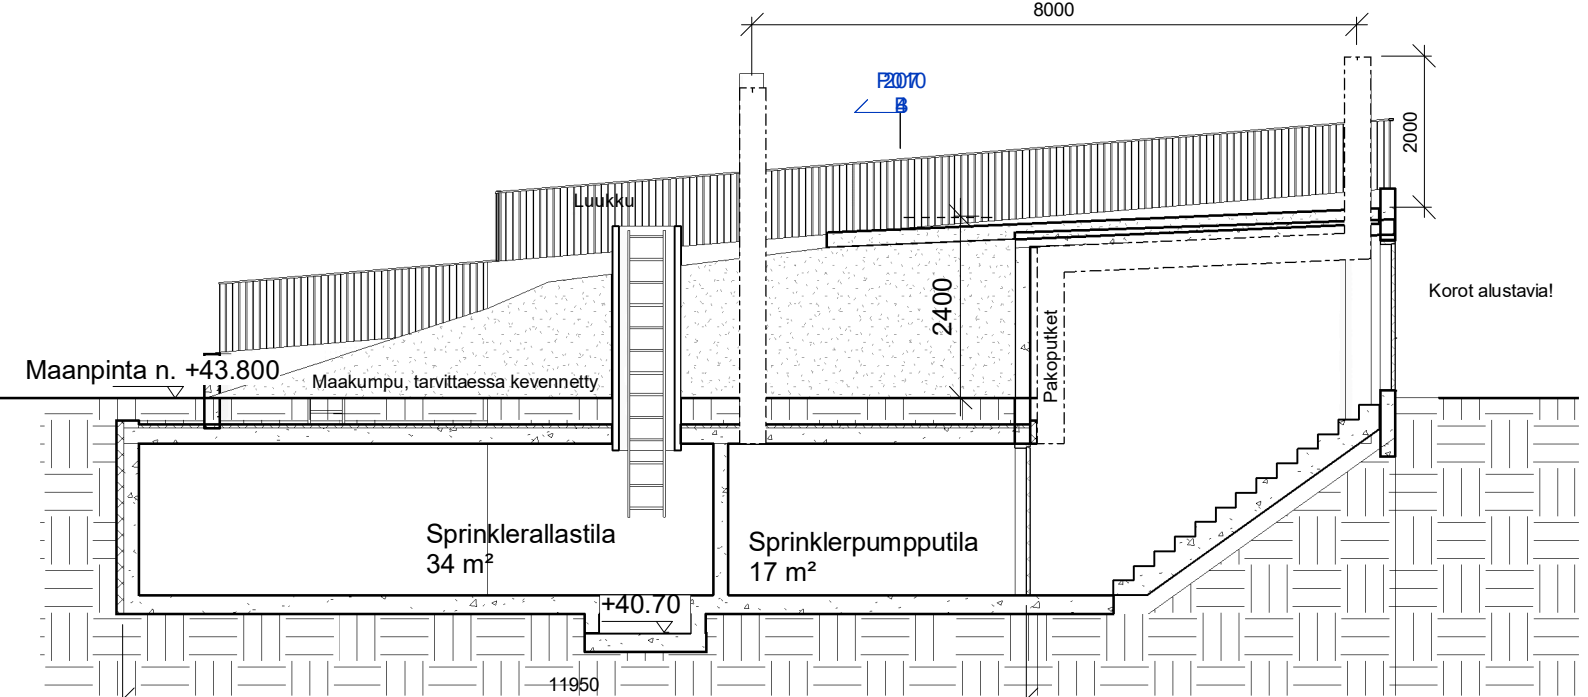 8000
2000
Luukku
2400
Korot alustavia!
Pakoputket
Maanpinta n. +43.800
Maakumpu, tarvittaessa kevennetty
Sprinklerallastila
34 m²
Sprinklerpumpputila
17 m²
+40.70
11950